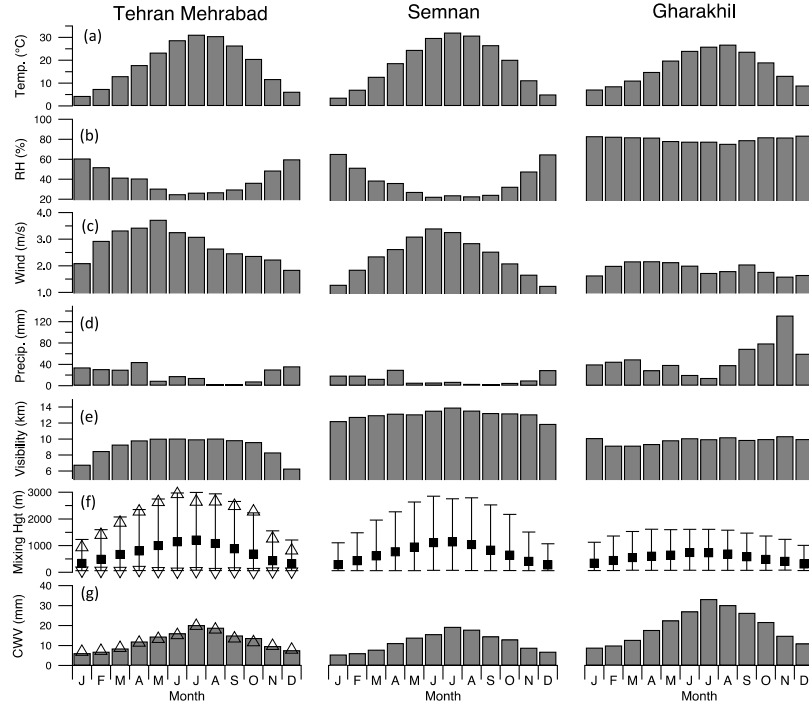 Tehran Mehrabad Semnan Gharakhil
(a)
Temp. (°C)
30
20
10
0
(b)
RH (%)
100
80
60
40
20
(c)
Wind (m/s)
4.0
3.0
2.0
1.0
(d)
Precip. (mm)
120
80
40
0
(e)
Visibility (km)
14
12
10
8
6
(f)
Mixing Hgt (m)
3000
2000
1000
0
(g)
CWV (mm)
40
30
20
10
0
J F M A M J J A S O N D J F M A M J J A S O N D J F M A M J J A S O N D
Month Month Month